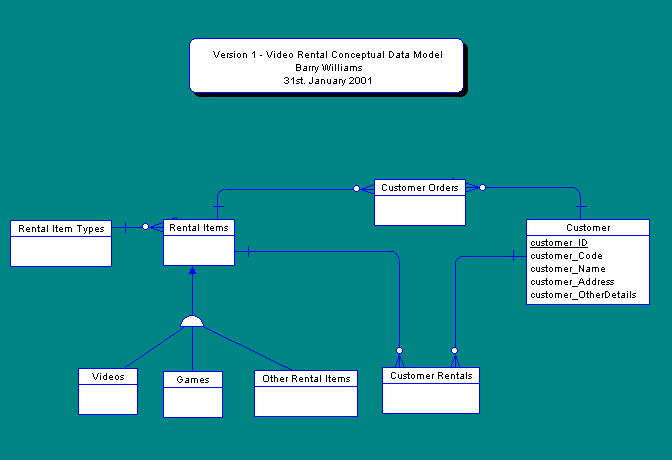 Version 1 - Video Rental Conceptual Data Model
Barry Williams
31st. January 2001
Customer Orders
Rental Item Types
Rental Items
Customer
customer_ID
customer_Code
customer_Name
customer_Address
customer_OtherDetails
Videos
Games
Other Rental Items
Customer Rentals